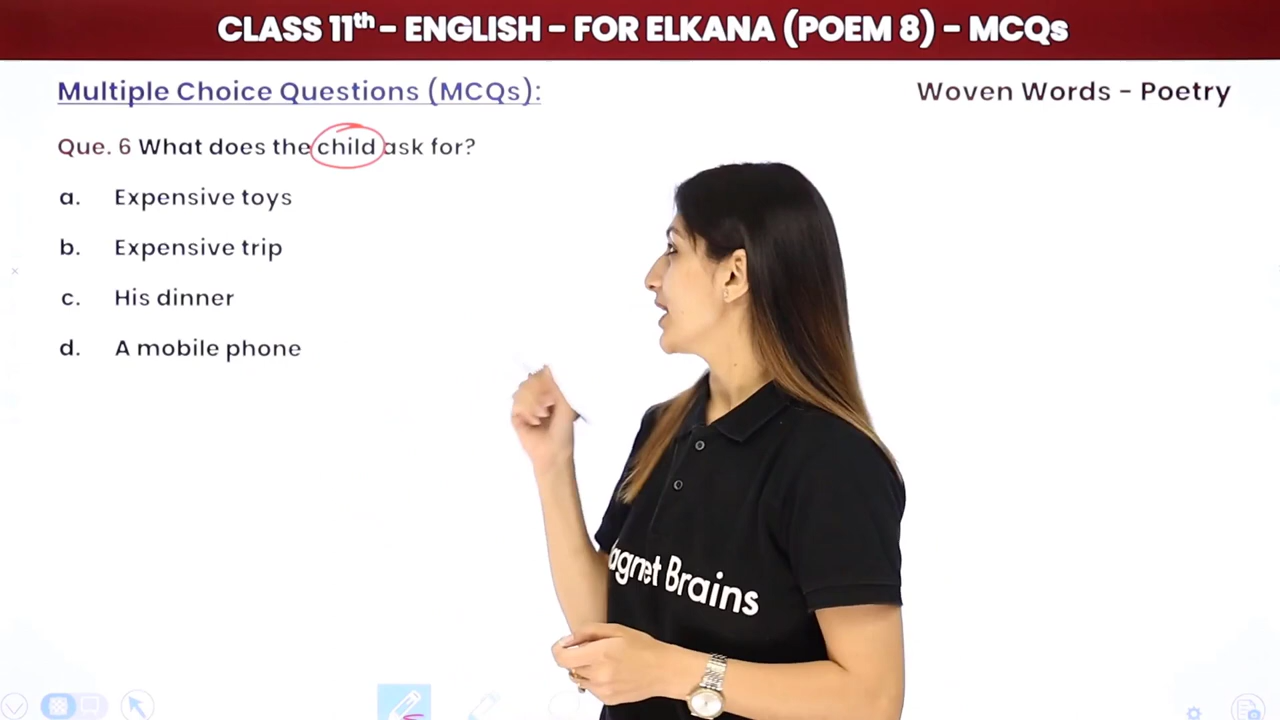 CLASS 11th - ENGLISH - FOR ELKANA (POEM 8) - MCQs
Multiple Choice Questions (MCQs):
Woven Words - Poetry
Que. 6 What does the child ask for?
a. Expensive toys
b. Expensive trip
c. His dinner
d. A mobile phone
agnet Brains